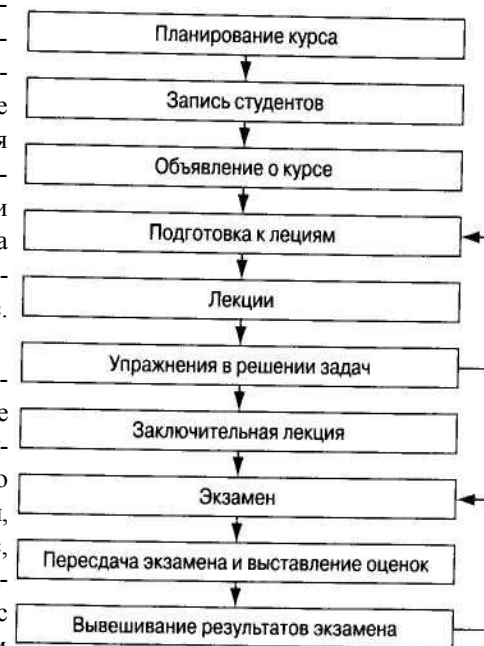 Планирование курса
Запись студентов
Объявление о курсе
Подготовка к лециям
Лекции
Упражнения в решении задач
Заключительная лекция
Экзамен
Пересдача экзамена и выставление оценок
Вывешивание результатов экзамена